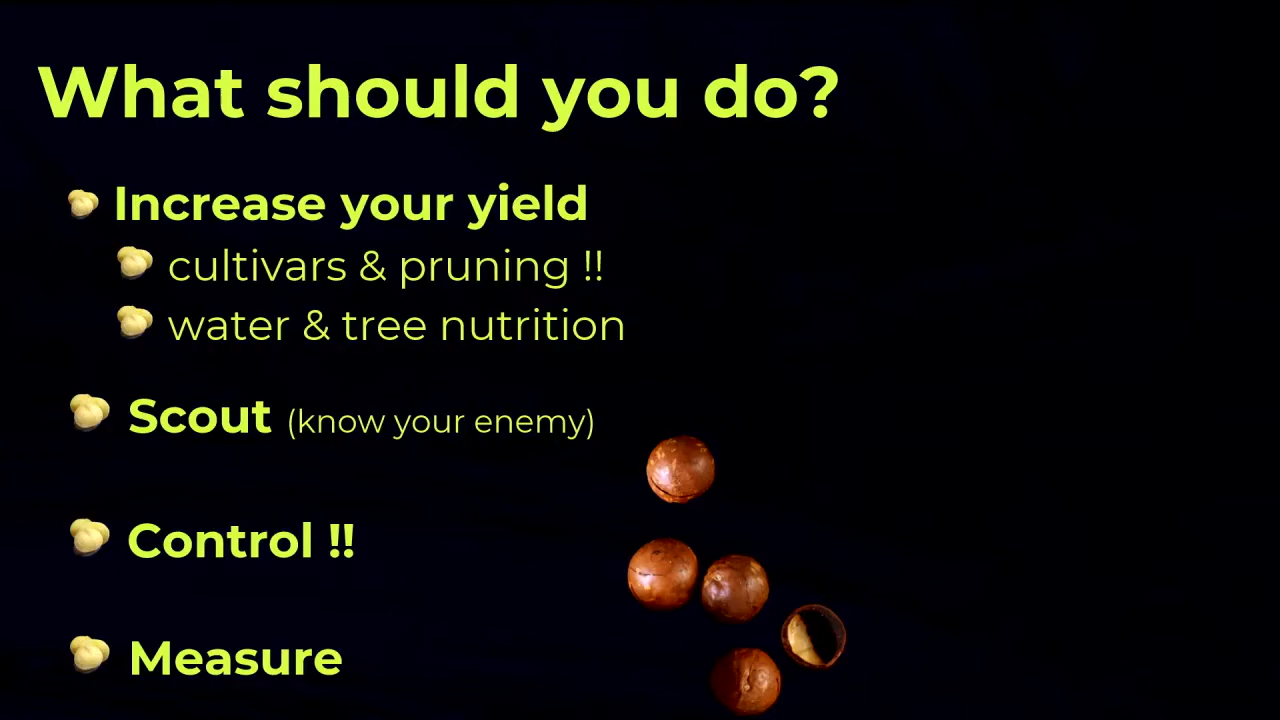 What should you do?
Increase your yield
cultivars & pruning !!
water & tree nutrition
Scout (know your enemy)
Control !!
Measure